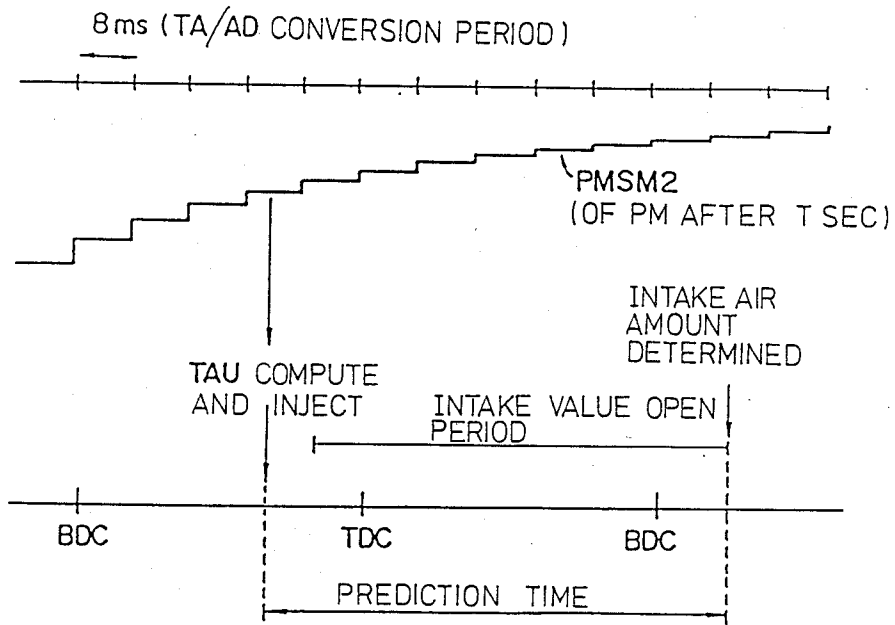 8ms (TA/AD CONVERSION PERIOD)
PMSM2
(OF PM AFTER T SEC)
INTAKE AIR
AMOUNT
DETERMINED
TAU COMPUTE
AND INJECT
INTAKE VALUE OPEN
PERIOD
BDC
TDC
BDC
PREDICTION TIME